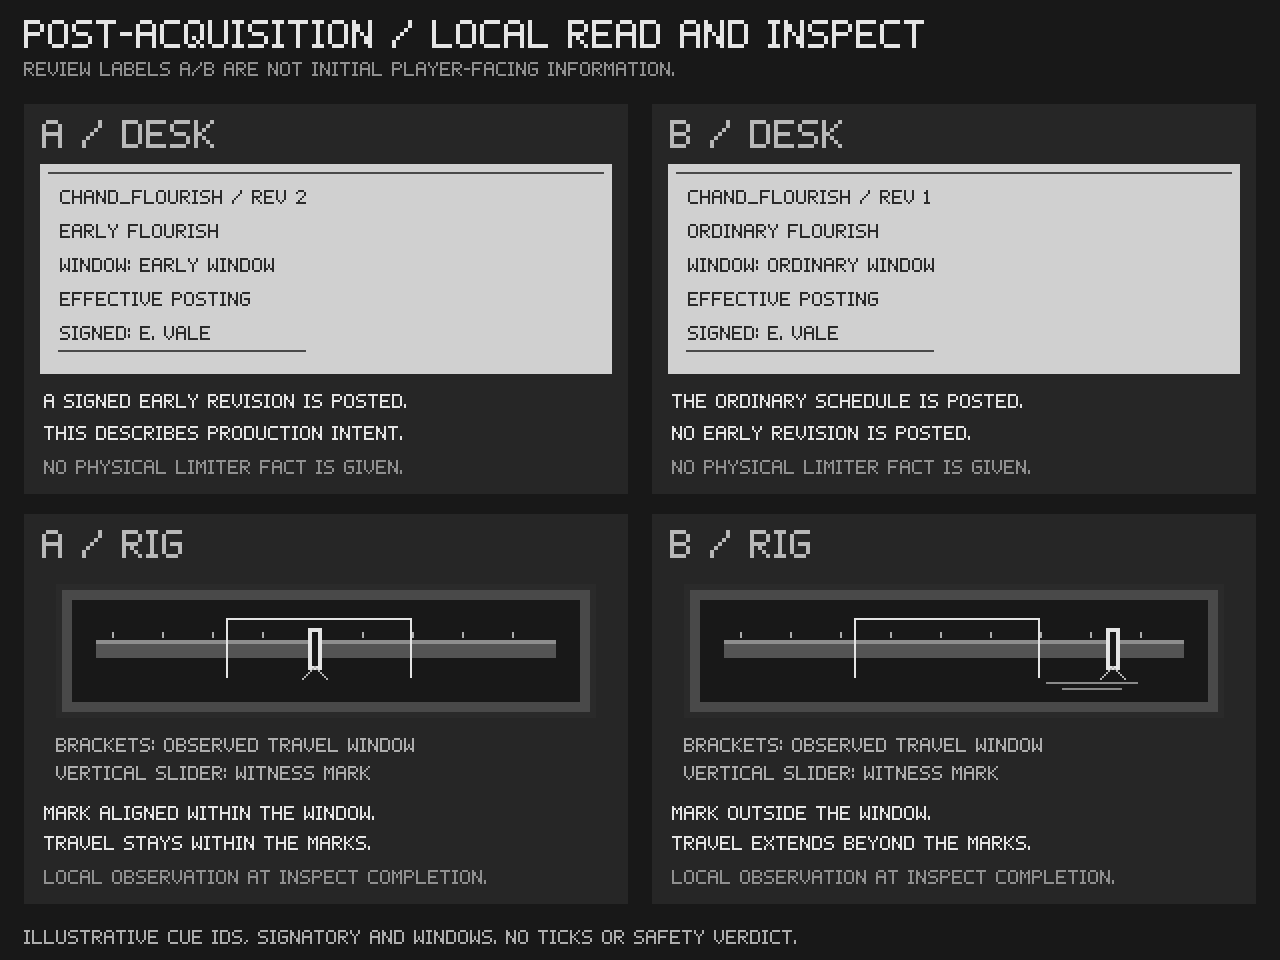 POST-ACQUISITION / LOCAL READ AND INSPECT
REVIEW LABELS A/B ARE NOT INITIAL PLAYER-FACING INFORMATION.
A / DESK
CHAND_FLOURISH / REV 2
EARLY FLOURISH
WINDOW: EARLY WINDOW
EFFECTIVE POSTING
SIGNED: E. VALE
A SIGNED EARLY REVISION IS POSTED.
THIS DESCRIBES PRODUCTION INTENT.
NO PHYSICAL LIMITER FACT IS GIVEN.
B / DESK
CHAND_FLOURISH / REV 1
ORDINARY FLOURISH
WINDOW: ORDINARY WINDOW
EFFECTIVE POSTING
SIGNED: E. VALE
THE ORDINARY SCHEDULE IS POSTED.
NO EARLY REVISION IS POSTED.
NO PHYSICAL LIMITER FACT IS GIVEN.
A / RIG
BRACKETS: OBSERVED TRAVEL WINDOW
VERTICAL SLIDER: WITNESS MARK
MARK ALIGNED WITHIN THE WINDOW.
TRAVEL STAYS WITHIN THE MARKS.
LOCAL OBSERVATION AT INSPECT COMPLETION.
B / RIG
BRACKETS: OBSERVED TRAVEL WINDOW
VERTICAL SLIDER: WITNESS MARK
MARK OUTSIDE THE WINDOW.
TRAVEL EXTENDS BEYOND THE MARKS.
LOCAL OBSERVATION AT INSPECT COMPLETION.
ILLUSTRATIVE CUE IDS, SIGNATORY AND WINDOWS. NO TICKS OR SAFETY VERDICT.